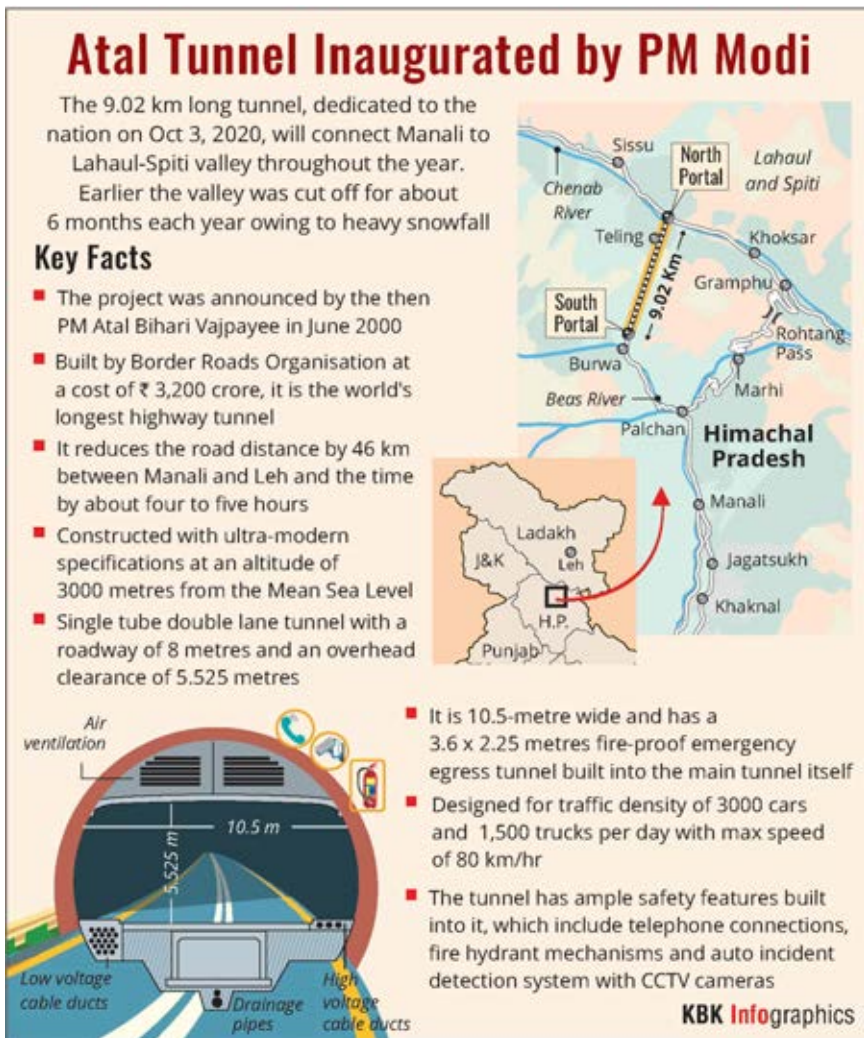 Atal Tunnel Inaugurated by PM Modi
The 9.02 km long tunnel, dedicated to the
nation on Oct 3, 2020, will connect Manali to
Lahaul-Spiti valley throughout the year.
Earlier the valley was cut off for about
6 months each year owing to heavy snowfall
Key Facts
The project was announced by the then
PM Atal Bihari Vajpayee in June 2000
Built by Border Roads Organisation at
a cost of ₹ 3,200 crore, it is the world's
longest highway tunnel
It reduces the road distance by 46 km
between Manali and Leh and the time
by about four to five hours
Constructed with ultra-modern
specifications at an altitude of
3000 metres from the Mean Sea Level
Single tube double lane tunnel with a
roadway of 8 metres and an overhead
clearance of 5.525 metres
Sissu
North
Portal
Lahaul
and Spiti
Chenab
River
Teling
Khoksar
Gramphu
9.02 Km
South
Portal
Rohtang
Pass
Burwa
Marhi
Beas River
Palchan
Himachal
Pradesh
Manali
Jagatsukh
Khaknal
Ladakh
Leh
J&K
H.P.
Punjab
Air
ventilation
10.5 m
5.525 m
Low voltage
cable ducts
Drainage
pipes
High
voltage
cable ducts
It is 10.5-metre wide and has a
3.6 x 2.25 metres fire-proof emergency
egress tunnel built into the main tunnel itself
Designed for traffic density of 3000 cars
and 1,500 trucks per day with max speed
of 80 km/hr
The tunnel has ample safety features built
into it, which include telephone connections,
fire hydrant mechanisms and auto incident
detection system with CCTV cameras
KBK Infographics